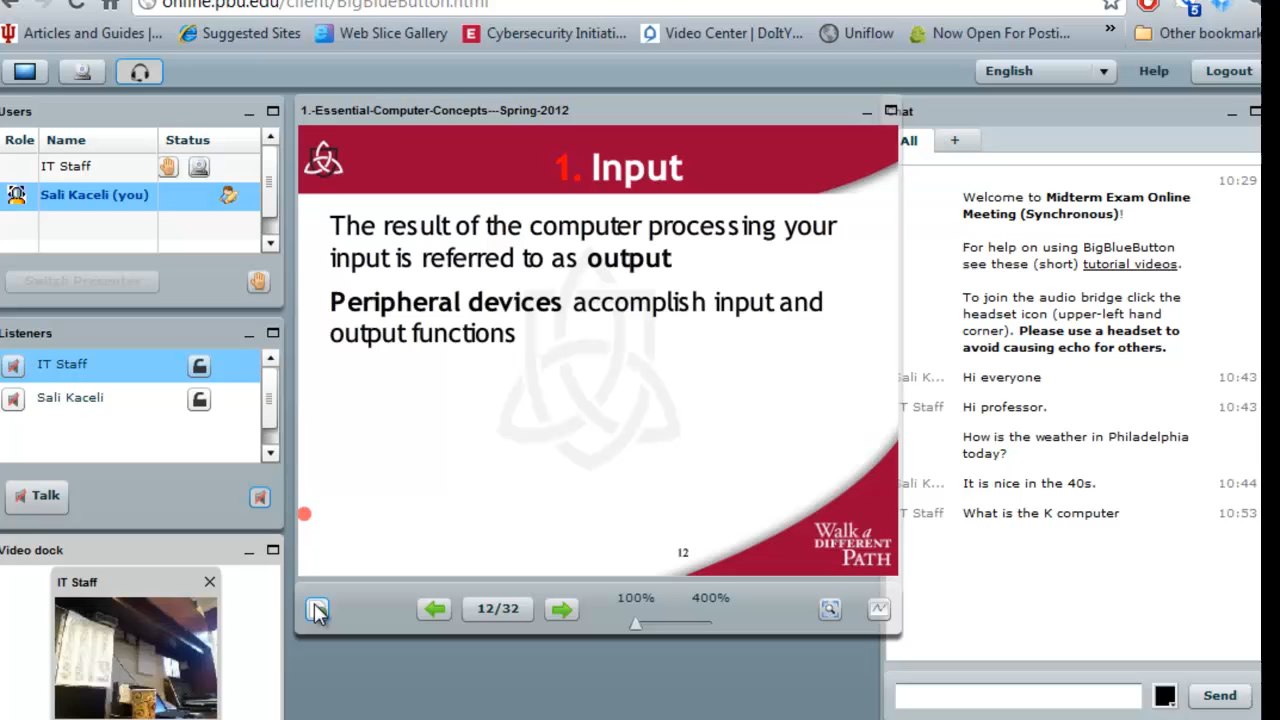 online.pbu.edu/client/BigBlueButton.html
Articles and Guides |... Suggested Sites Web Slice Gallery Cybersecurity Initiati... Video Center | DoItY... Uniflow Now Open For Posti... » Other bookmark
English Help Logout
Users
Role Name Status
IT Staff
Sali Kaceli (you)
Switch Presenter
Listeners
IT Staff
Sali Kaceli
Talk
Video dock
IT Staff
1.-Essential-Computer-Concepts---Spring-2012
1. Input
The result of the computer processing your
input is referred to as output
Peripheral devices accomplish input and
output functions
12
Walk a
DIFFERENT
PATH
12/32
100% 400%
All +
10:29
Welcome to Midterm Exam Online
Meeting (Synchronous)!
For help on using BigBlueButton
see these (short) tutorial videos.
To join the audio bridge click the
headset icon (upper-left hand
corner). Please use a headset to
avoid causing echo for others.
Sali K... Hi everyone 10:43
IT Staff Hi professor. 10:43
How is the weather in Philadelphia
today?
Sali K... It is nice in the 40s. 10:44
IT Staff What is the K computer 10:53
Send